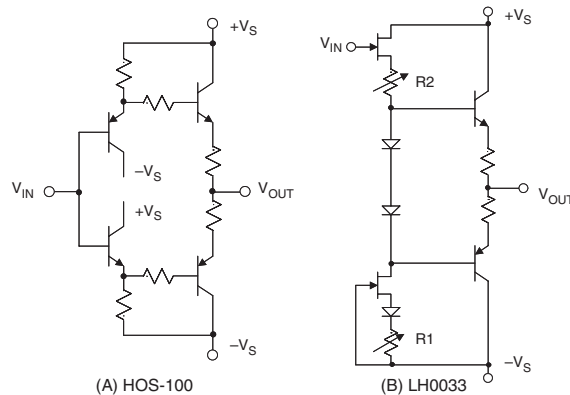 +VS
VIN
−VS
+VS
VOUT
−VS
(A) HOS-100
+VS
VIN
R2
VOUT
R1
−VS
(B) LH0033